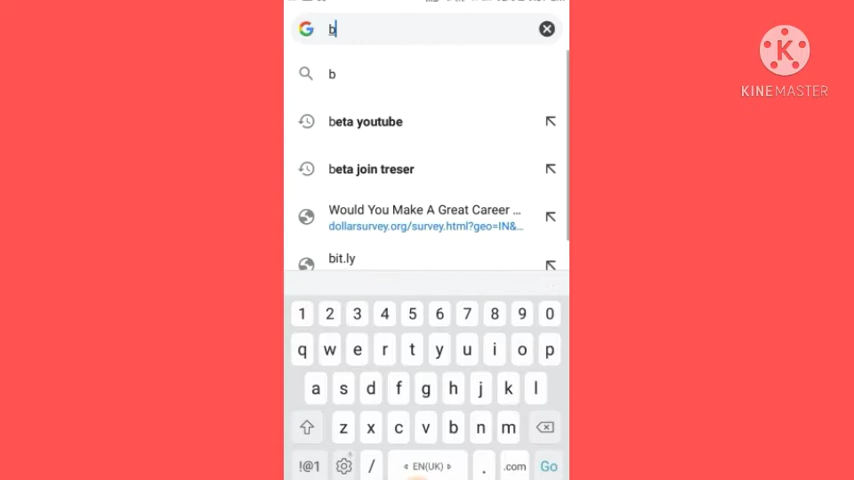 b
b
beta youtube
beta join treser
Would You Make A Great Career ...
dollarsurvey.org/survey.html?geo=IN&...
bit.ly
1 2 3 4 5 6 7 8 9 0
q w e r t y u i o p
a s d f g h j k l
z x c v b n m
!@1 / EN(UK) . .com Go
K
KINEMASTER